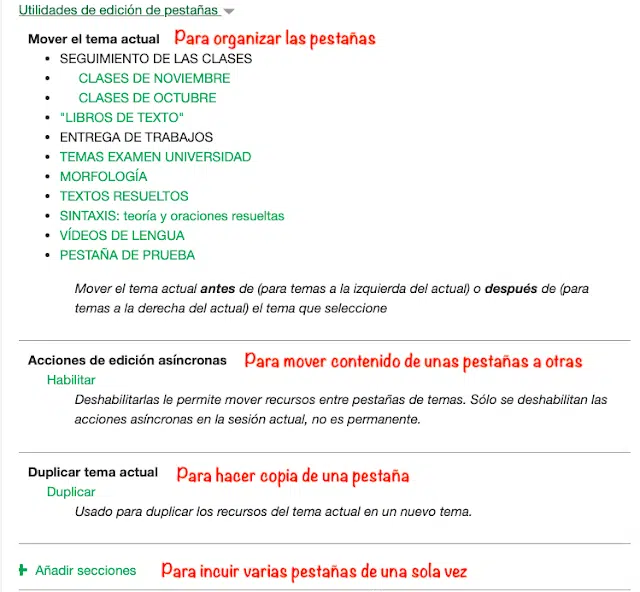 Utilidades de edición de pestañas
Mover el tema actual Para organizar las pestañas
SEGUIMIENTO DE LAS CLASES
CLASES DE NOVIEMBRE
CLASES DE OCTUBRE
"LIBROS DE TEXTO"
ENTREGA DE TRABAJOS
TEMAS EXAMEN UNIVERSIDAD
MORFOLOGÍA
TEXTOS RESUELTOS
SINTAXIS: teoría y oraciones resueltas
VÍDEOS DE LENGUA
PESTAÑA DE PRUEBA
Mover el tema actual antes de (para temas a la izquierda del actual) o después de (para
temas a la derecha del actual) el tema que seleccione
Acciones de edición asíncronas Para mover contenido de unas pestañas a otras
Habilitar
Deshabilitarlas le permite mover recursos entre pestañas de temas. Sólo se deshabilitan las
acciones asíncronas en la sesión actual, no es permanente.
Duplicar tema actual Para hacer copia de una pestaña
Duplicar
Usado para duplicar los recursos del tema actual en un nuevo tema.
Añadir secciones Para incuir varias pestañas de una sola vez